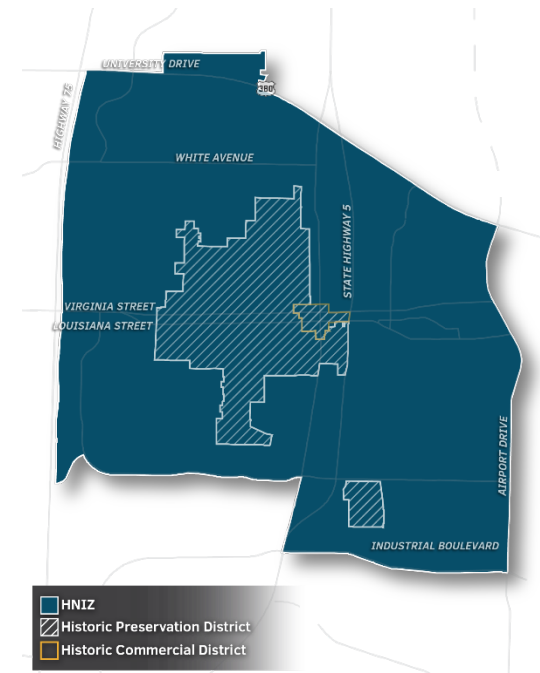 UNIVERSITY DRIVE
380
HIGHWAY 75
WHITE AVENUE
STATE HIGHWAY 5
VIRGINIA STREET
LOUISIANA STREET
AIRPORT DRIVE
INDUSTRIAL BOULEVARD
HNIZ
Historic Preservation District
Historic Commercial District